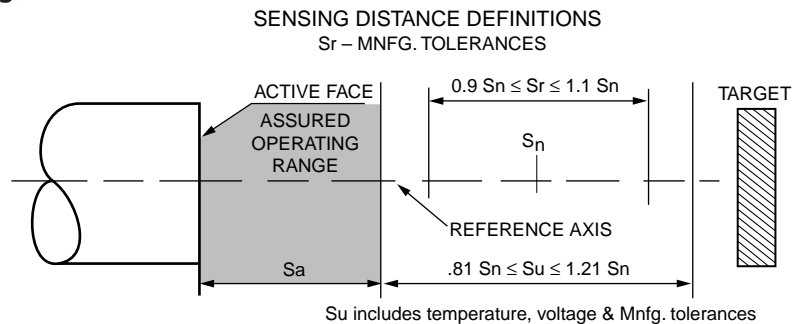 SENSING DISTANCE DEFINITIONS
Sr – MNFG. TOLERANCES
ACTIVE FACE
0.9 Sn ≤ Sr ≤ 1.1 Sn
TARGET
ASSURED
OPERATING
RANGE
Sn
REFERENCE AXIS
Sa
.81 Sn ≤ Su ≤ 1.21 Sn
Su includes temperature, voltage & Mnfg. tolerances